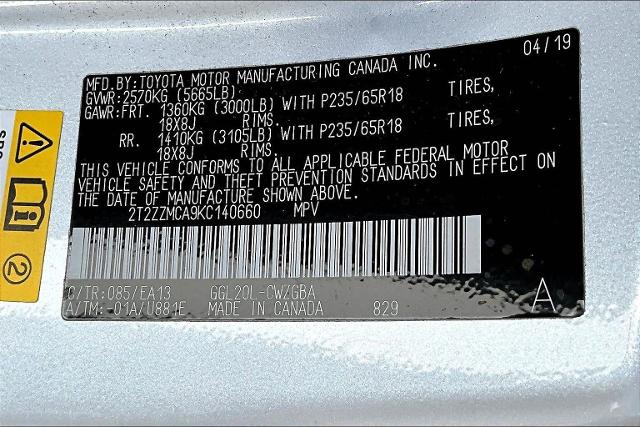 04/19
MFD.BY:TOYOTA MOTOR MANUFACTURING CANADA INC.
GVWR:2570KG (5665LB)
GAWR:FRT. 1360KG (3000LB) WITH P235/65R18 TIRES,
18X8J RIMS.
RR. 1410KG (3105LB) WITH P235/65R18 TIRES,
18X8J RIMS.
THIS VEHICLE CONFORMS TO ALL APPLICABLE FEDERAL MOTOR
VEHICLE SAFETY AND THEFT PREVENTION STANDARDS IN EFFECT ON
THE DATE OF MANUFACTURE SHOWN ABOVE.
2T2ZZMCA9KC140660 MPV
C/TR:085/EA13 GGL20L-CWZGBA
A/TM:-01A/U881E MADE IN CANADA 829
A
2